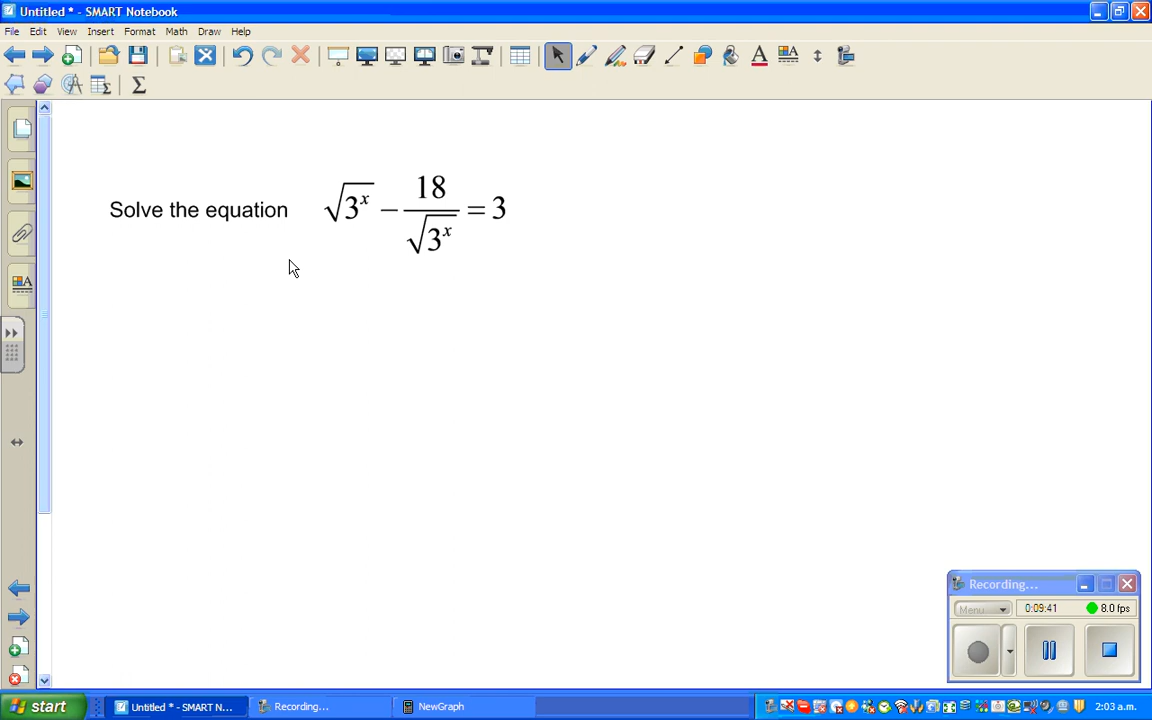 Untitled * - SMART Notebook
File Edit View Insert Format Math Draw Help
Solve the equation √3^x − 18/√3^x = 3
Recording...
Menu 0:09:41 8.0 fps
start Untitled * - SMART N... Recording... NewGraph 2:03 a.m.